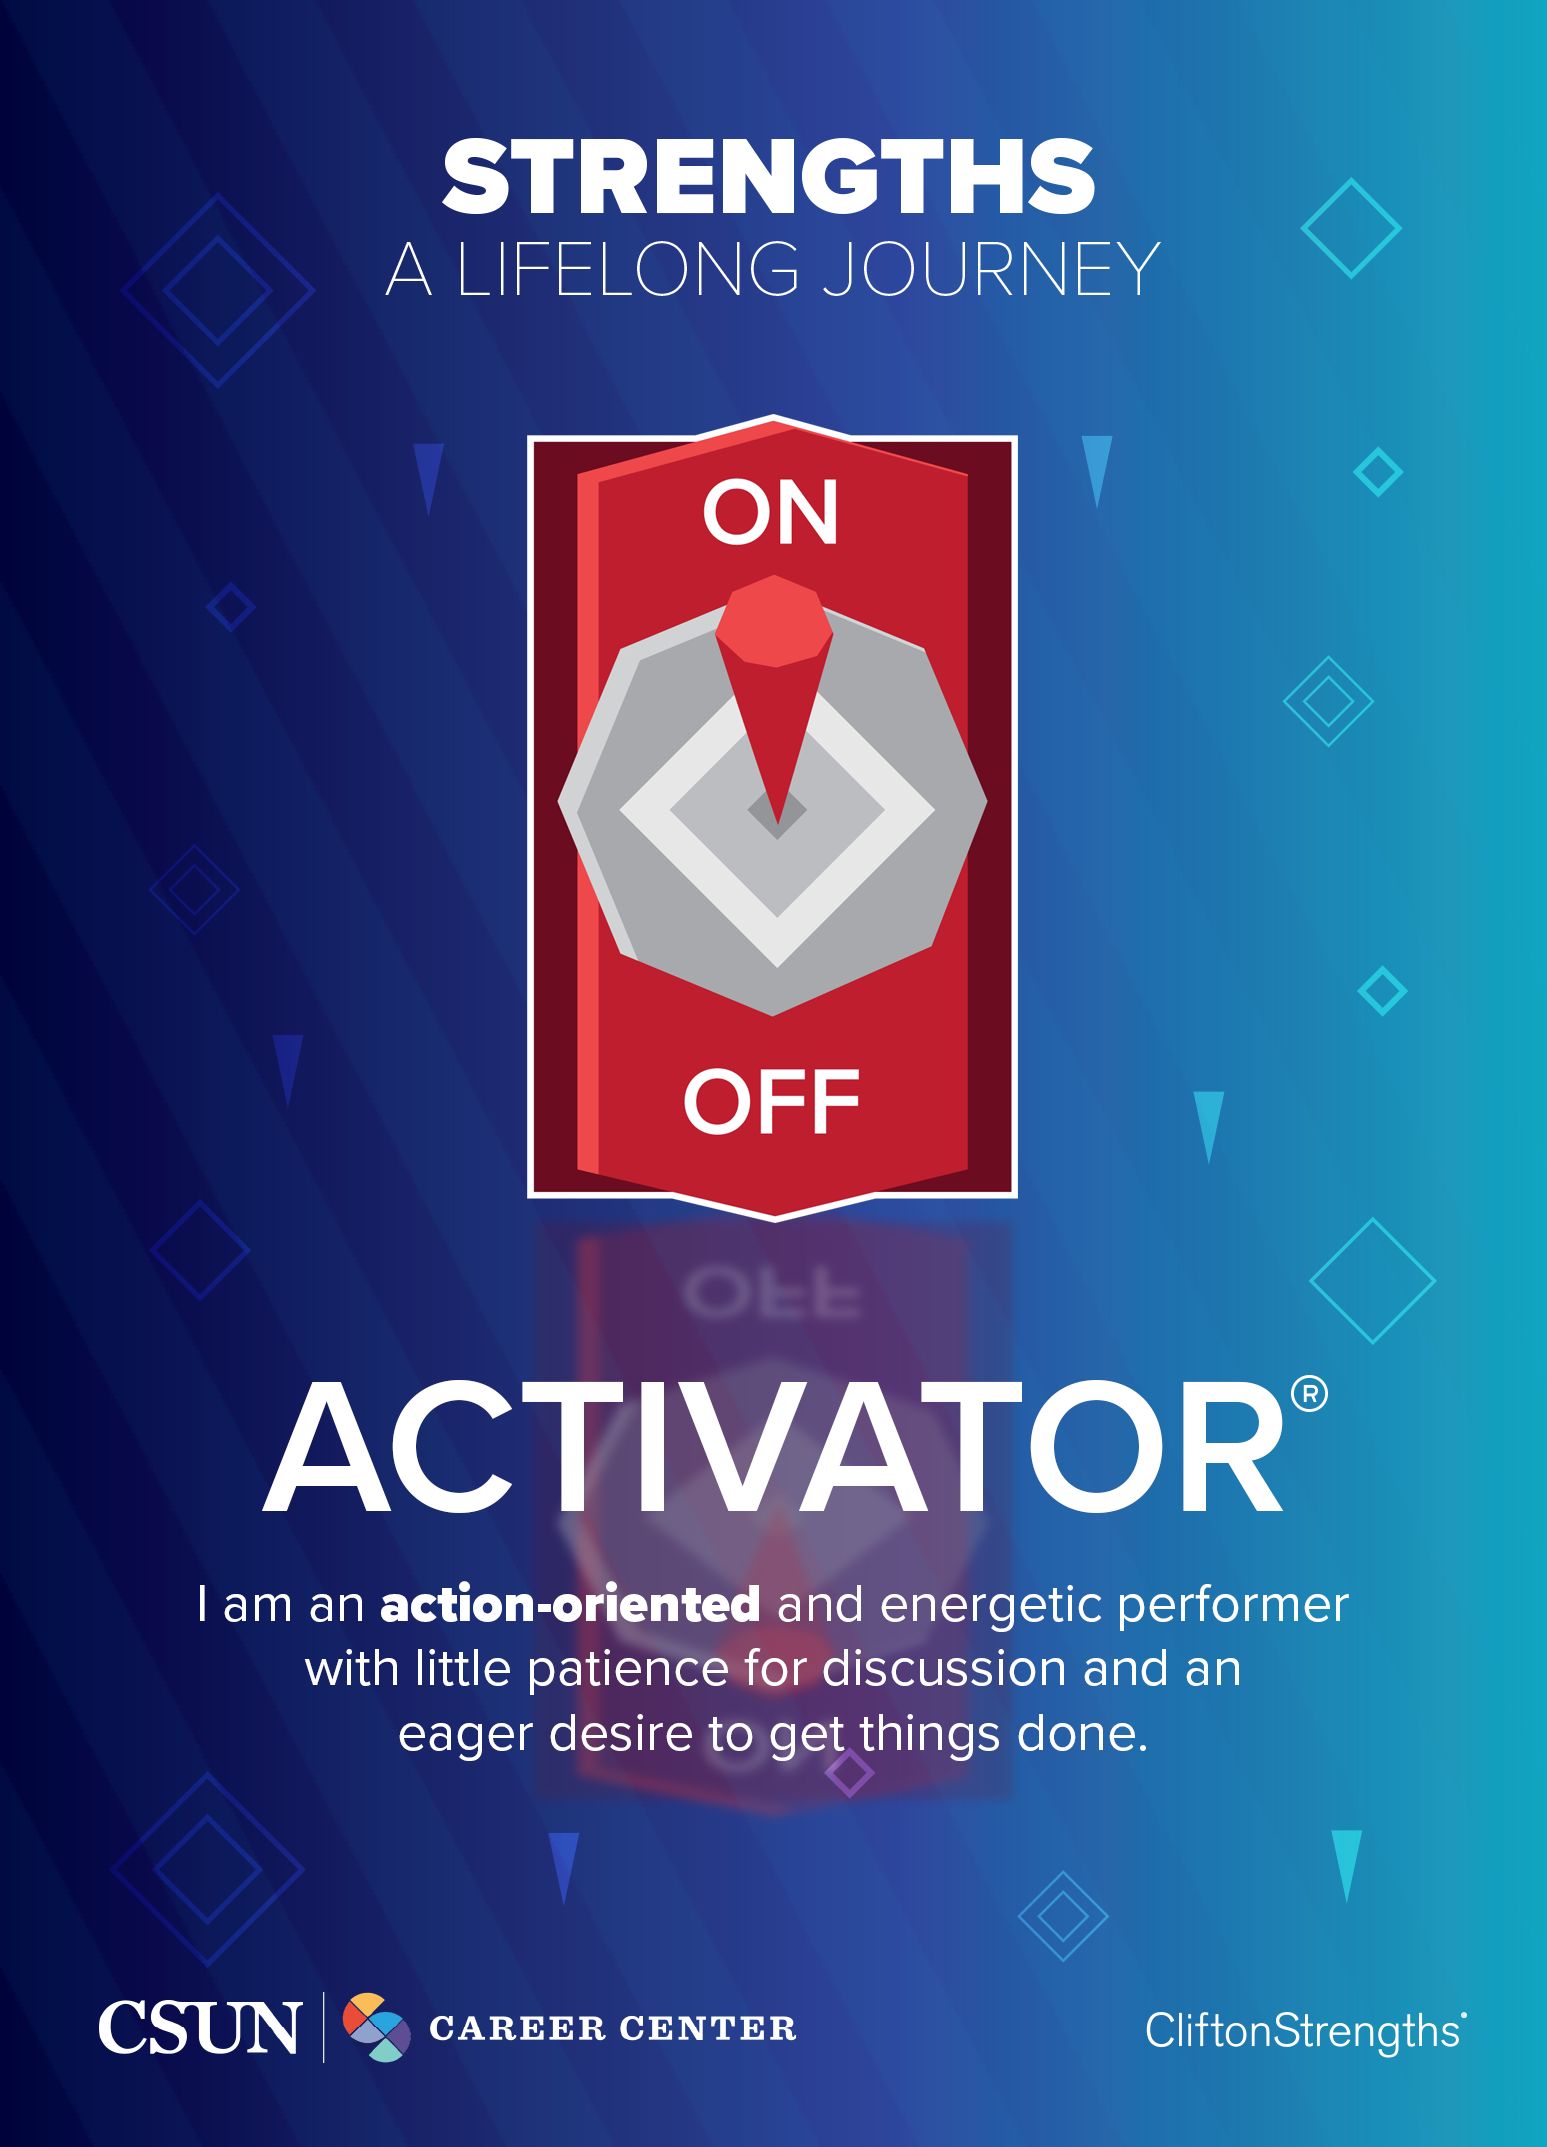 STRENGTHS
A LIFELONG JOURNEY
ON
OFF
ACTIVATOR®
I am an action-oriented and energetic performer
with little patience for discussion and an
eager desire to get things done.
CSUN | CAREER CENTER
CliftonStrengths